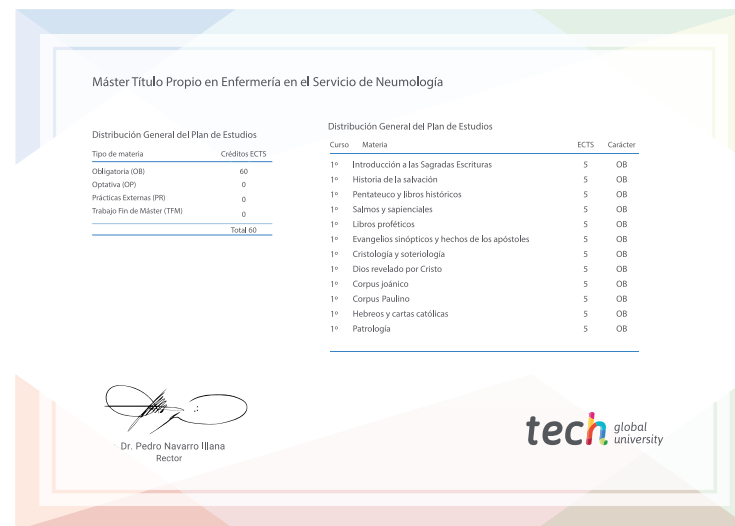 Máster Título Propio en Enfermería en el Servicio de Neumología
Distribución General del Plan de Estudios
Tipo de materia Créditos ECTS
Obligatoria (OB) 60
Optativa (OP) 0
Prácticas Externas (PR) 0
Trabajo Fin de Máster (TFM) 0
Total 60
Distribución General del Plan de Estudios
Curso Materia ECTS Carácter
1º Introducción a las Sagradas Escrituras 5 OB
1º Historia de la salvación 5 OB
1º Pentateuco y libros históricos 5 OB
1º Salmos y sapienciales 5 OB
1º Libros proféticos 5 OB
1º Evangelios sinópticos y hechos de los apóstoles 5 OB
1º Cristología y soteriología 5 OB
1º Dios revelado por Cristo 5 OB
1º Corpus joánico 5 OB
1º Corpus Paulino 5 OB
1º Hebreos y cartas católicas 5 OB
1º Patrología 5 OB
Dr. Pedro Navarro Illana
Rector
tech global
university